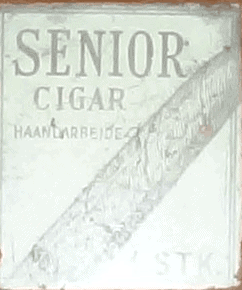 SENIOR
CIGAR
HAANDARBEIDE
STK.